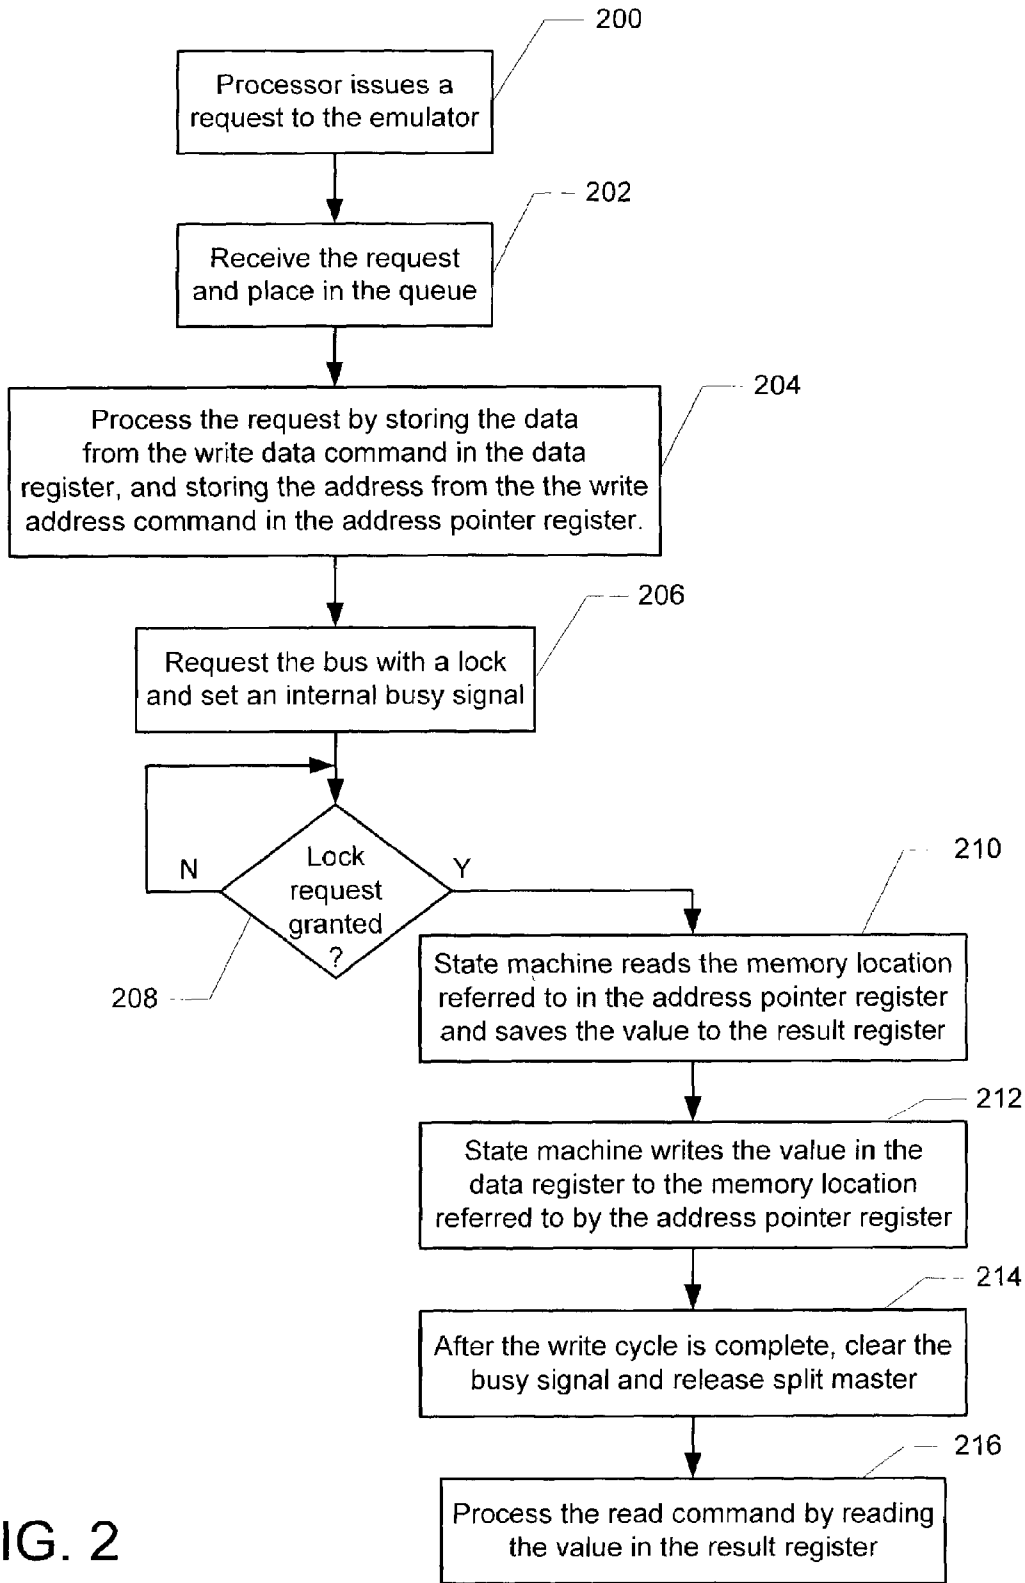 200
Processor issues a
request to the emulator
202
Receive the request
and place in the queue
204
Process the request by storing the data
from the write data command in the data
register, and storing the address from the the write
address command in the address pointer register.
206
Request the bus with a lock
and set an internal busy signal
N
Lock
request
granted
?
Y
208
210
State machine reads the memory location
referred to in the address pointer register
and saves the value to the result register
212
State machine writes the value in the
data register to the memory location
referred to by the address pointer register
214
After the write cycle is complete, clear the
busy signal and release split master
216
Process the read command by reading
the value in the result register
IG. 2